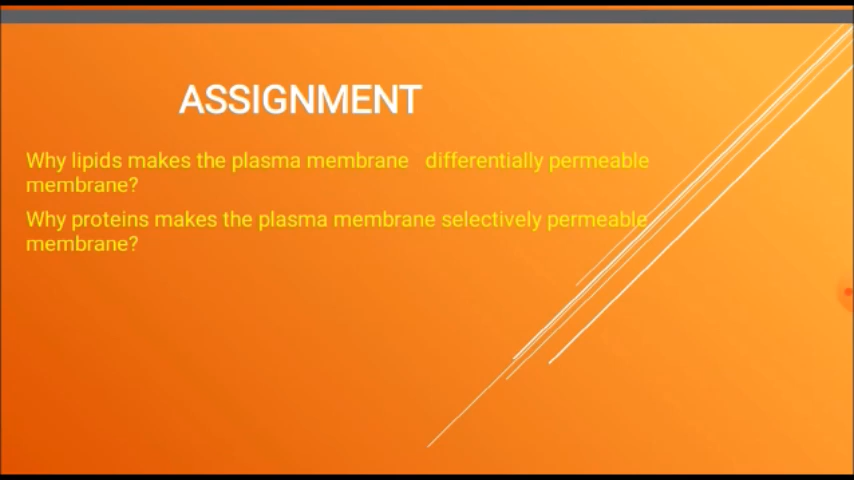 ASSIGNMENT
Why lipids makes the plasma membrane differentially permeable
membrane?
Why proteins makes the plasma membrane selectively permeable
membrane?